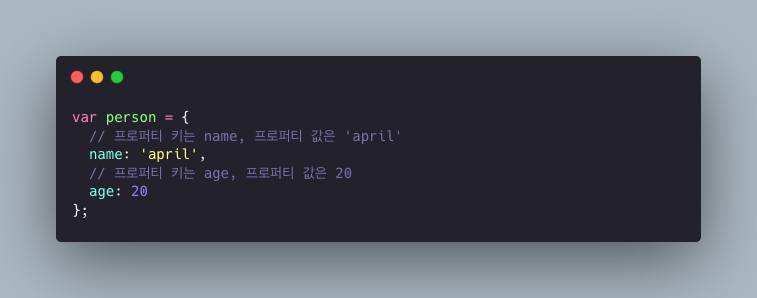 var person = {
  // 프로퍼티 키는 name, 프로퍼티 값은 'april'
  name: 'april',
  // 프로퍼티 키는 age, 프로퍼티 값은 20
  age: 20
};